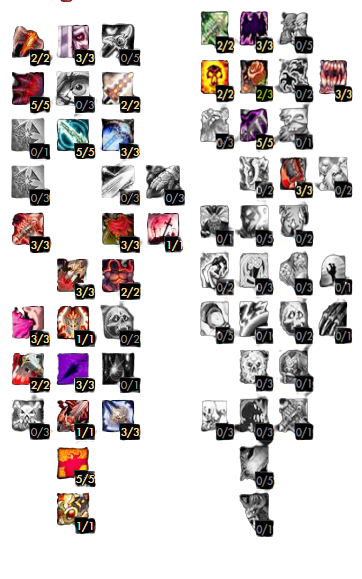 2/2 3/3 0/5
5/5 0/3 2/2
0/1 5/5 3/3
0/3 0/3 0/3
3/3 3/3 1/
3/3 2/2
3/3 1/1 0/2
2/2 3/3 0/1
0/3 1/1 3/3
5/5
1/1
2/2 3/3 0/5
2/2 2/3 0/2 3/3
0/3 5/5 0/1
0/2 3/3 0/2
0/1 0/5 0/2
0/2 0/3 0/3 0/1
0/5 0/1 0/2 0/1
0/3 0/1
0/3 0/3 0/1
0/5
0/1